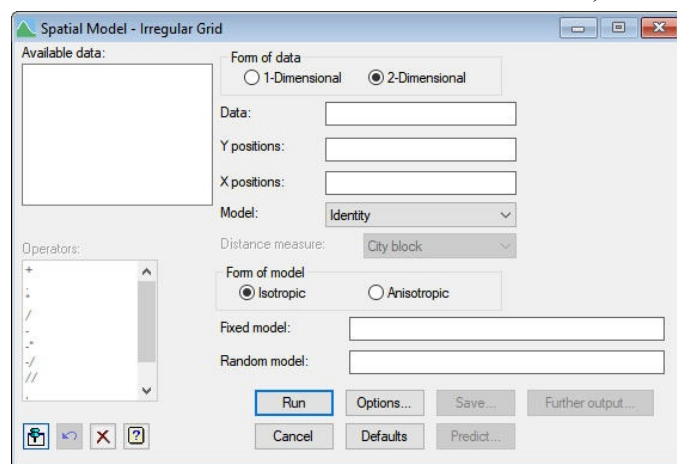 Spatial Model - Irregular Grid
Available data:
Form of data
1-Dimensional 2-Dimensional
Data:
Y positions:
X positions:
Model: Identity
Distance measure: City block
Operators:
+
.
*
/
-
-*
-/
//
Form of model
Isotropic Anisotropic
Fixed model:
Random model:
Run Options... Save... Further output...
Cancel Defaults Predict...